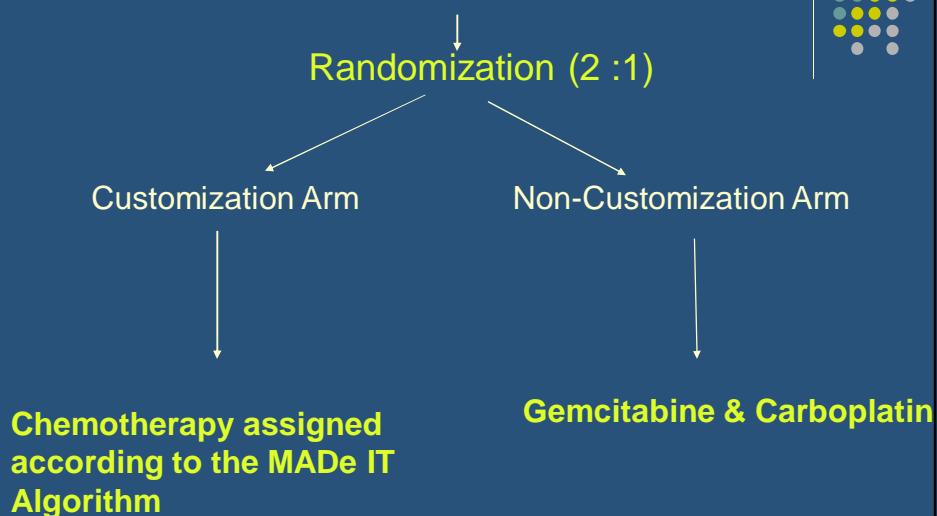 Randomization (2 :1)
Customization Arm
Non-Customization Arm
Chemotherapy assigned
according to the MADe IT
Algorithm
Gemcitabine & Carboplatin